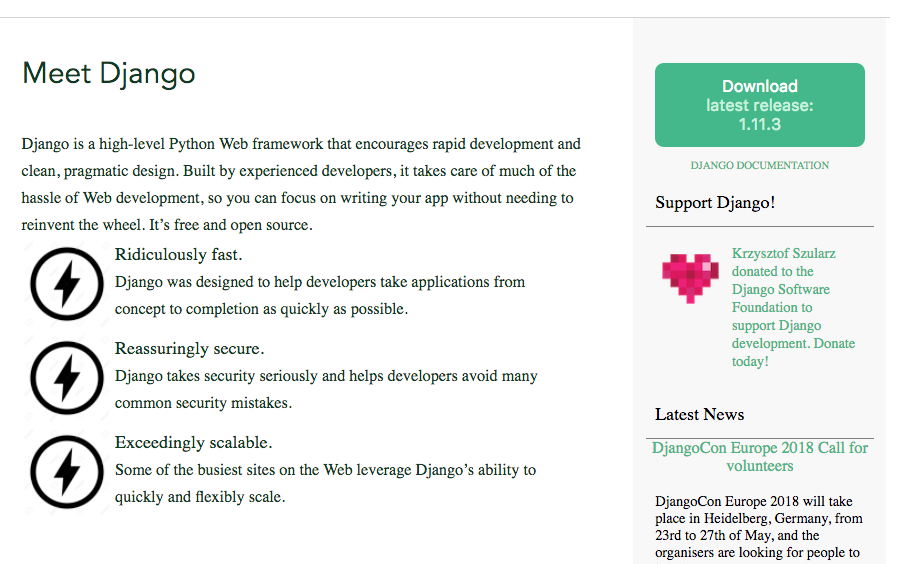 Meet Django
Django is a high-level Python Web framework that encourages rapid development and
clean, pragmatic design. Built by experienced developers, it takes care of much of the
hassle of Web development, so you can focus on writing your app without needing to
reinvent the wheel. It’s free and open source.
Ridiculously fast.
Django was designed to help developers take applications from
concept to completion as quickly as possible.
Reassuringly secure.
Django takes security seriously and helps developers avoid many
common security mistakes.
Exceedingly scalable.
Some of the busiest sites on the Web leverage Django’s ability to
quickly and flexibly scale.
Download
latest release:
1.11.3
DJANGO DOCUMENTATION
Support Django!
Krzysztof Szularz
donated to the
Django Software
Foundation to
support Django
development. Donate
today!
Latest News
DjangoCon Europe 2018 Call for
volunteers
DjangoCon Europe 2018 will take
place in Heidelberg, Germany, from
23rd to 27th of May, and the
organisers are looking for people to